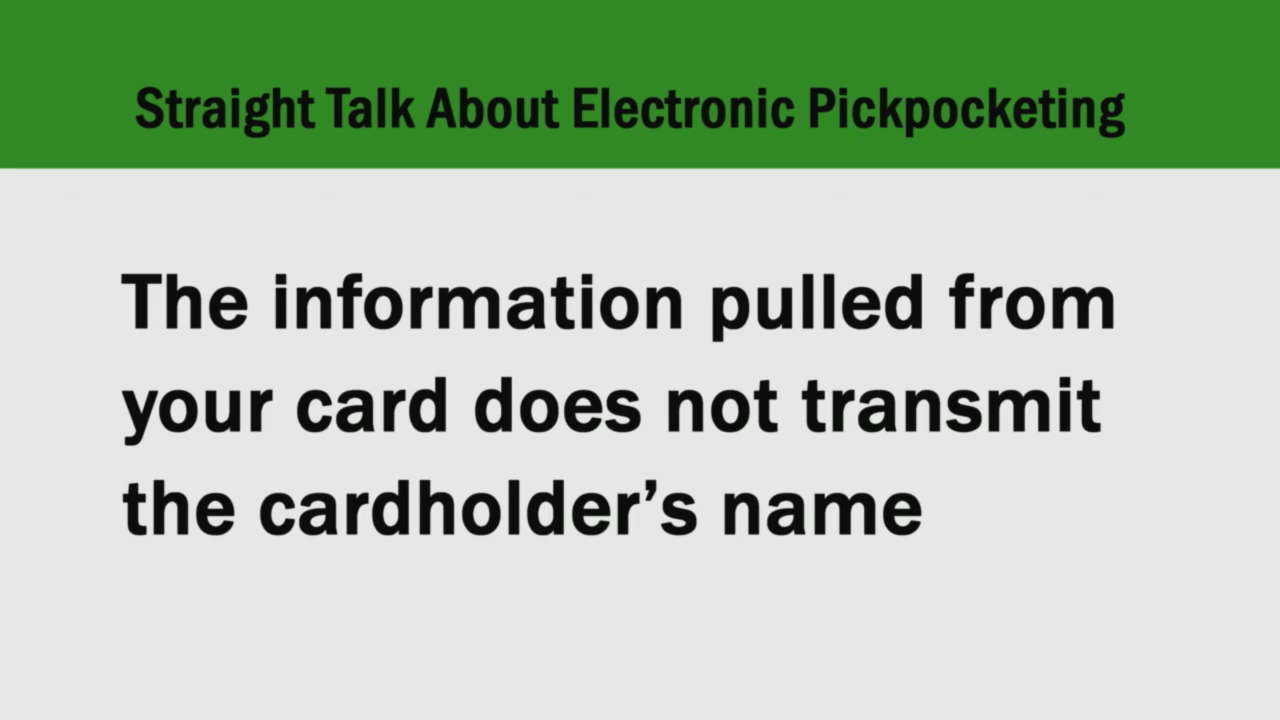 Straight Talk About Electronic Pickpocketing
The information pulled from
your card does not transmit
the cardholder’s name